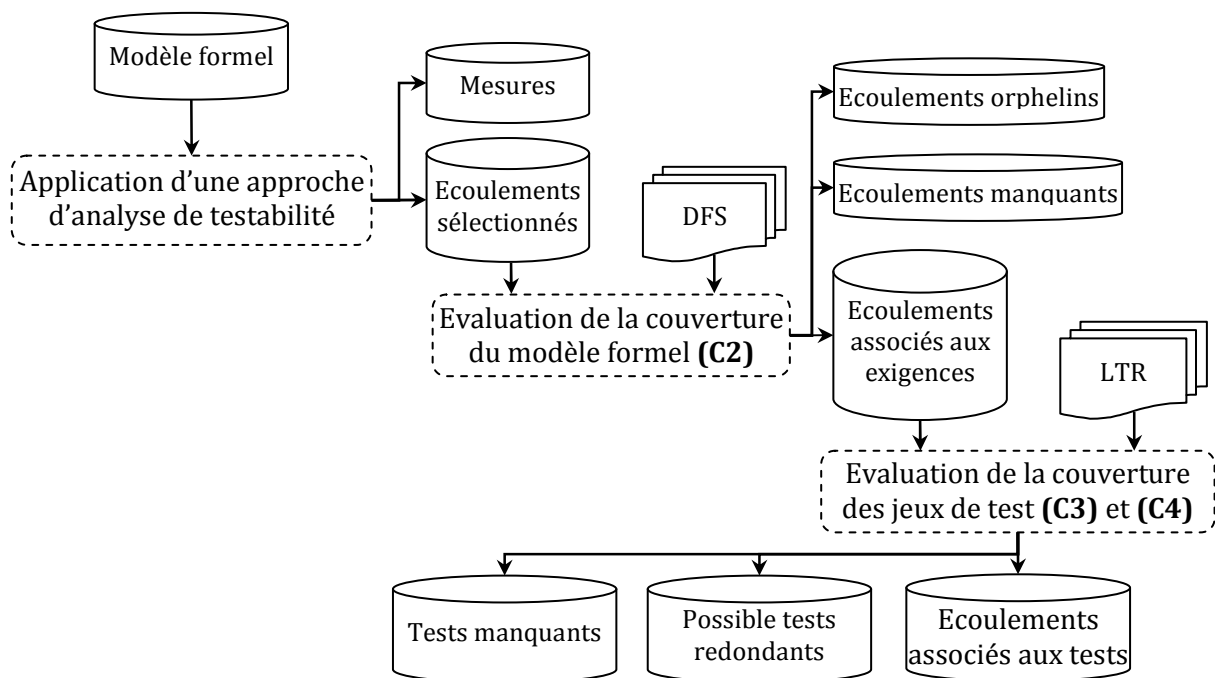 Modèle formel
Mesures
Ecoulements orphelins
Application d’une approche
d’analyse de testabilité
Ecoulements
sélectionnés
DFS
Ecoulements manquants
Evaluation de la couverture
du modèle formel (C2)
Ecoulements
associés aux
exigences
LTR
Evaluation de la couverture
des jeux de test (C3) et (C4)
Tests manquants
Possible tests
redondants
Ecoulements
associés aux tests